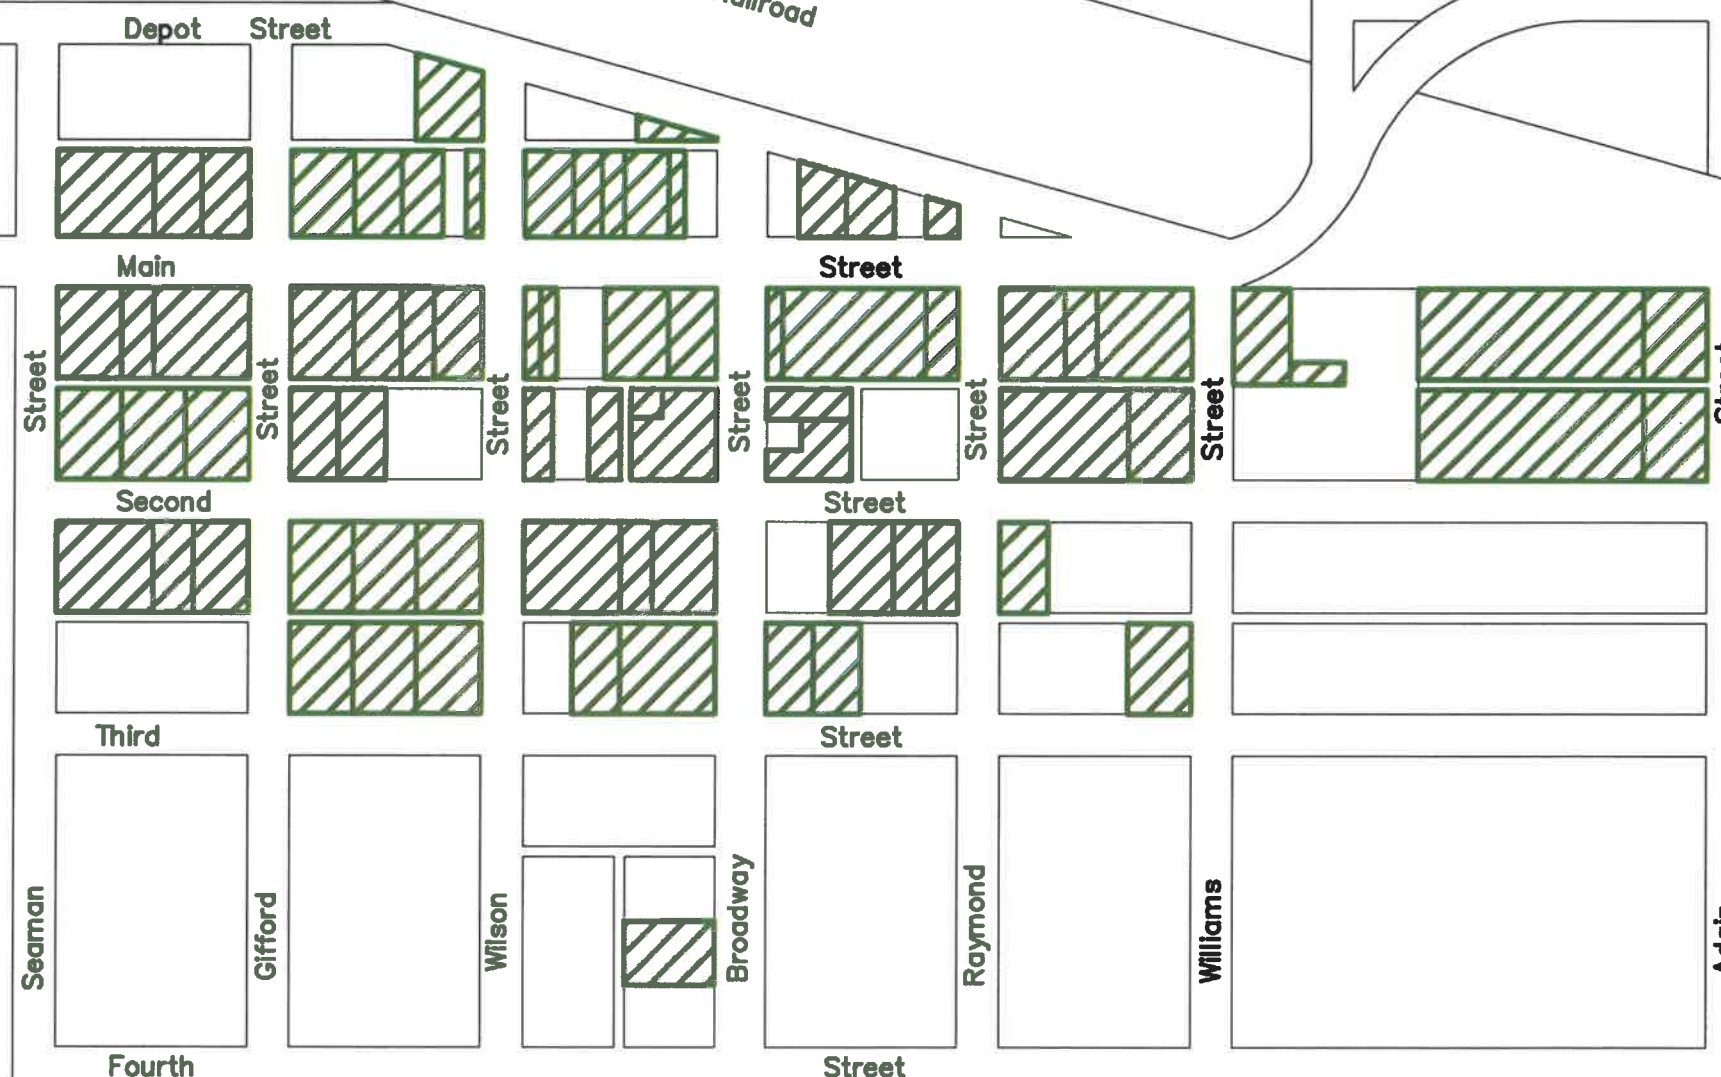 Railroad
Depot Street
Main Street
Street
Street
Street
Street
Street
Street
Second Street
Third Street
Seaman
Gifford
Wilson
Broadway
Raymond
Williams
Fourth Street